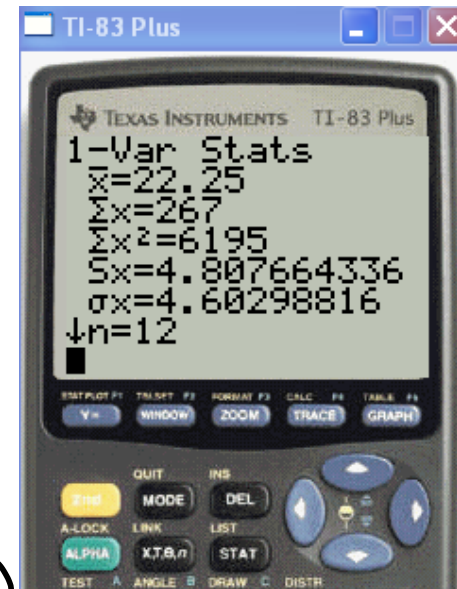 TI-83 Plus
TEXAS INSTRUMENTS TI-83 Plus
1-Var Stats
x̄=22.25
Σx=267
Σx²=6195
Sx=4.807664336
σx=4.60298816
↓n=12
STAT PLOT F1 TBLSET F2 FORMAT F3 CALC F4 TABLE F5
Y= WINDOW ZOOM TRACE GRAPH
QUIT INS
2nd MODE DEL
A-LOCK LINK LIST
ALPHA X,T,θ,n STAT
TEST A ANGLE B DRAW C DISTR